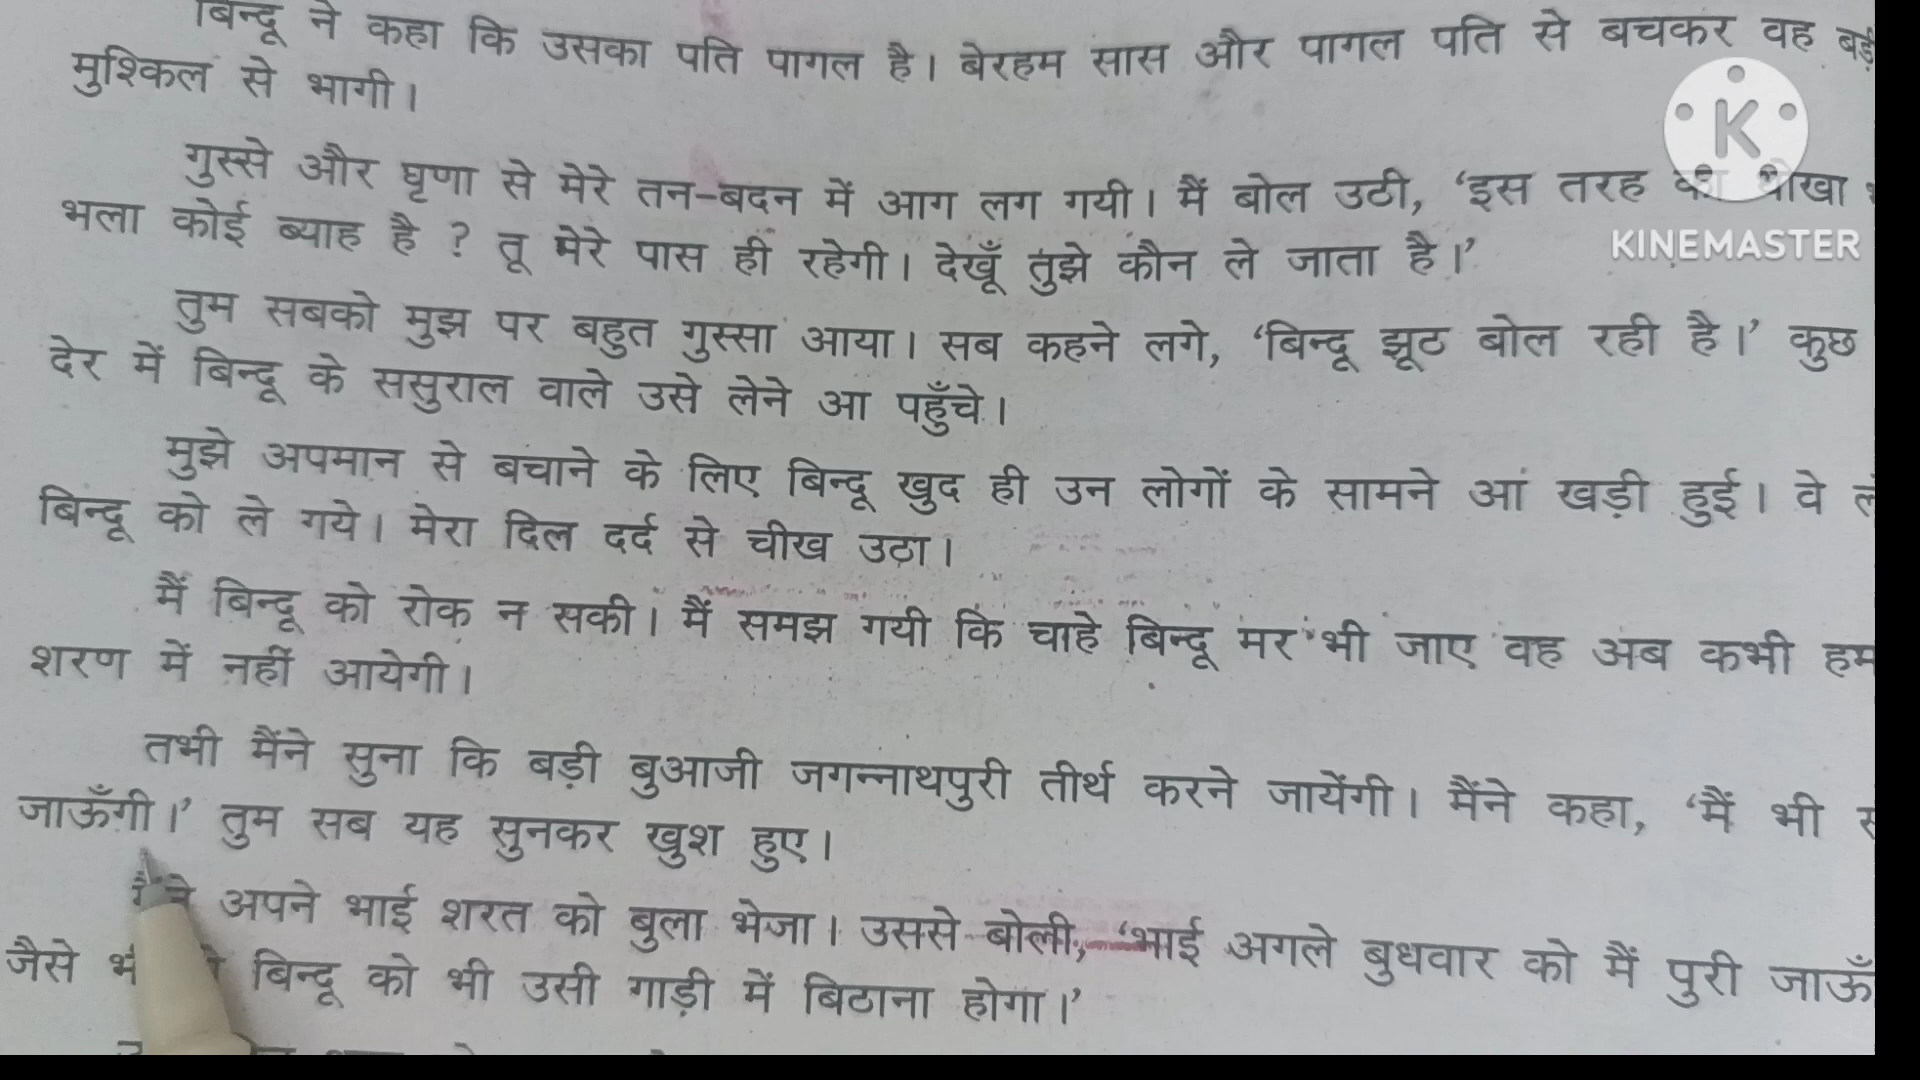 बिन्दू ने कहा कि उसका पति पागल है। बेरहम सास और पागल पति से बचकर वह
मुश्किल से भागी।
गुस्से और घृणा से मेरे तन-बदन में आग लग गयी। मैं बोल उठी, ‘इस तरह का धोखा
भला कोई ब्याह है ? तू मेरे पास ही रहेगी। देखूँ तुझे कौन ले जाता है।’
तुम सबको मुझ पर बहुत गुस्सा आया। सब कहने लगे, ‘बिन्दू झूठ बोल रही है।’ कुछ
देर में बिन्दू के ससुराल वाले उसे लेने आ पहुँचे।
मुझे अपमान से बचाने के लिए बिन्दू खुद ही उन लोगों के सामने आ खड़ी हुई। वे
बिन्दू को ले गये। मेरा दिल दर्द से चीख उठा।
मैं बिन्दू को रोक न सकी। मैं समझ गयी कि चाहे बिन्दू मर भी जाए वह अब कभी हम
शरण में नहीं आयेगी।
तभी मैंने सुना कि बड़ी बुआजी जगन्नाथपुरी तीर्थ करने जायेंगी। मैंने कहा, ‘मैं भी
जाऊँगी।’ तुम सब यह सुनकर खुश हुए।
अपने भाई शरत को बुला भेजा। उससे बोली, ‘भाई अगले बुधवार को मैं पुरी जाऊँ
जैसे बिन्दू को भी उसी गाड़ी में बिठाना होगा।’
K
KINEMASTER